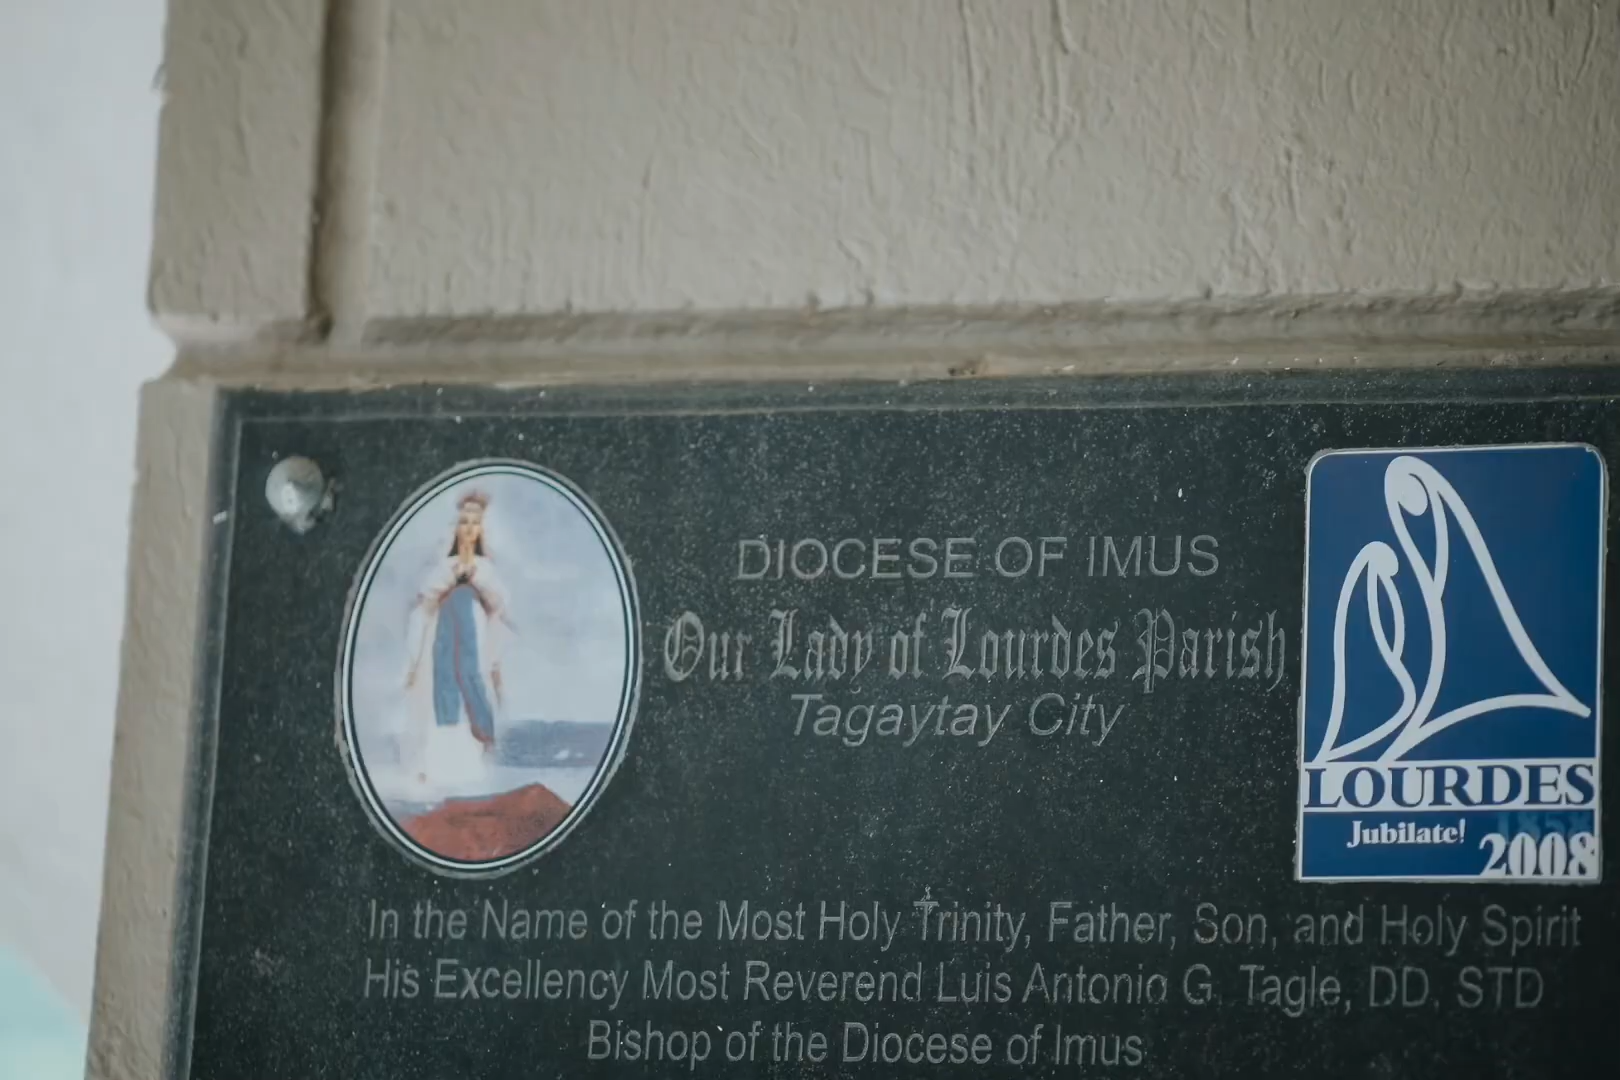 DIOCESE OF IMUS
Our Lady of Lourdes Parish
Tagaytay City
LOURDES
Jubilate!
1858
2008
In the Name of the Most Holy Trinity, Father, Son, and Holy Spirit
His Excellency Most Reverend Luis Antonio G. Tagle, DD, STD
Bishop of the Diocese of Imus